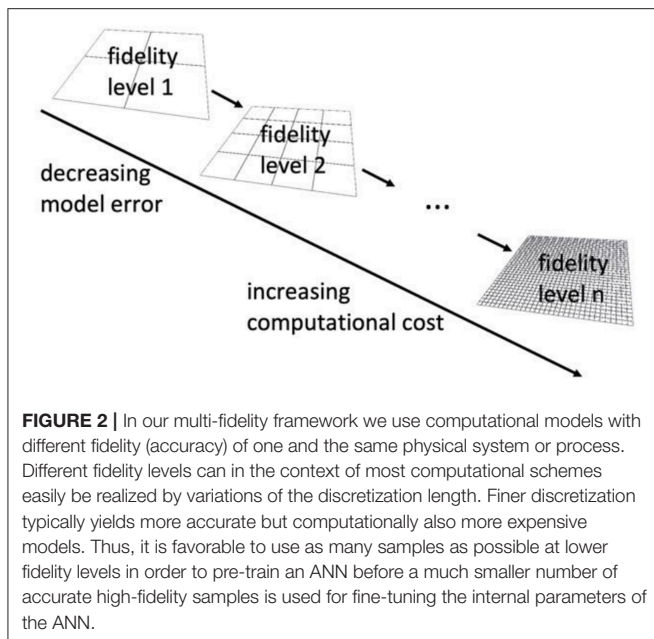 fidelity
level 1
fidelity
level 2
decreasing
model error
...
fidelity
level n
increasing
computational cost
FIGURE 2 | In our multi-fidelity framework we use computational models with
different fidelity (accuracy) of one and the same physical system or process.
Different fidelity levels can in the context of most computational schemes
easily be realized by variations of the discretization length. Finer discretization
typically yields more accurate but computationally also more expensive
models. Thus, it is favorable to use as many samples as possible at lower
fidelity levels in order to pre-train an ANN before a much smaller number of
accurate high-fidelity samples is used for fine-tuning the internal parameters of
the ANN.